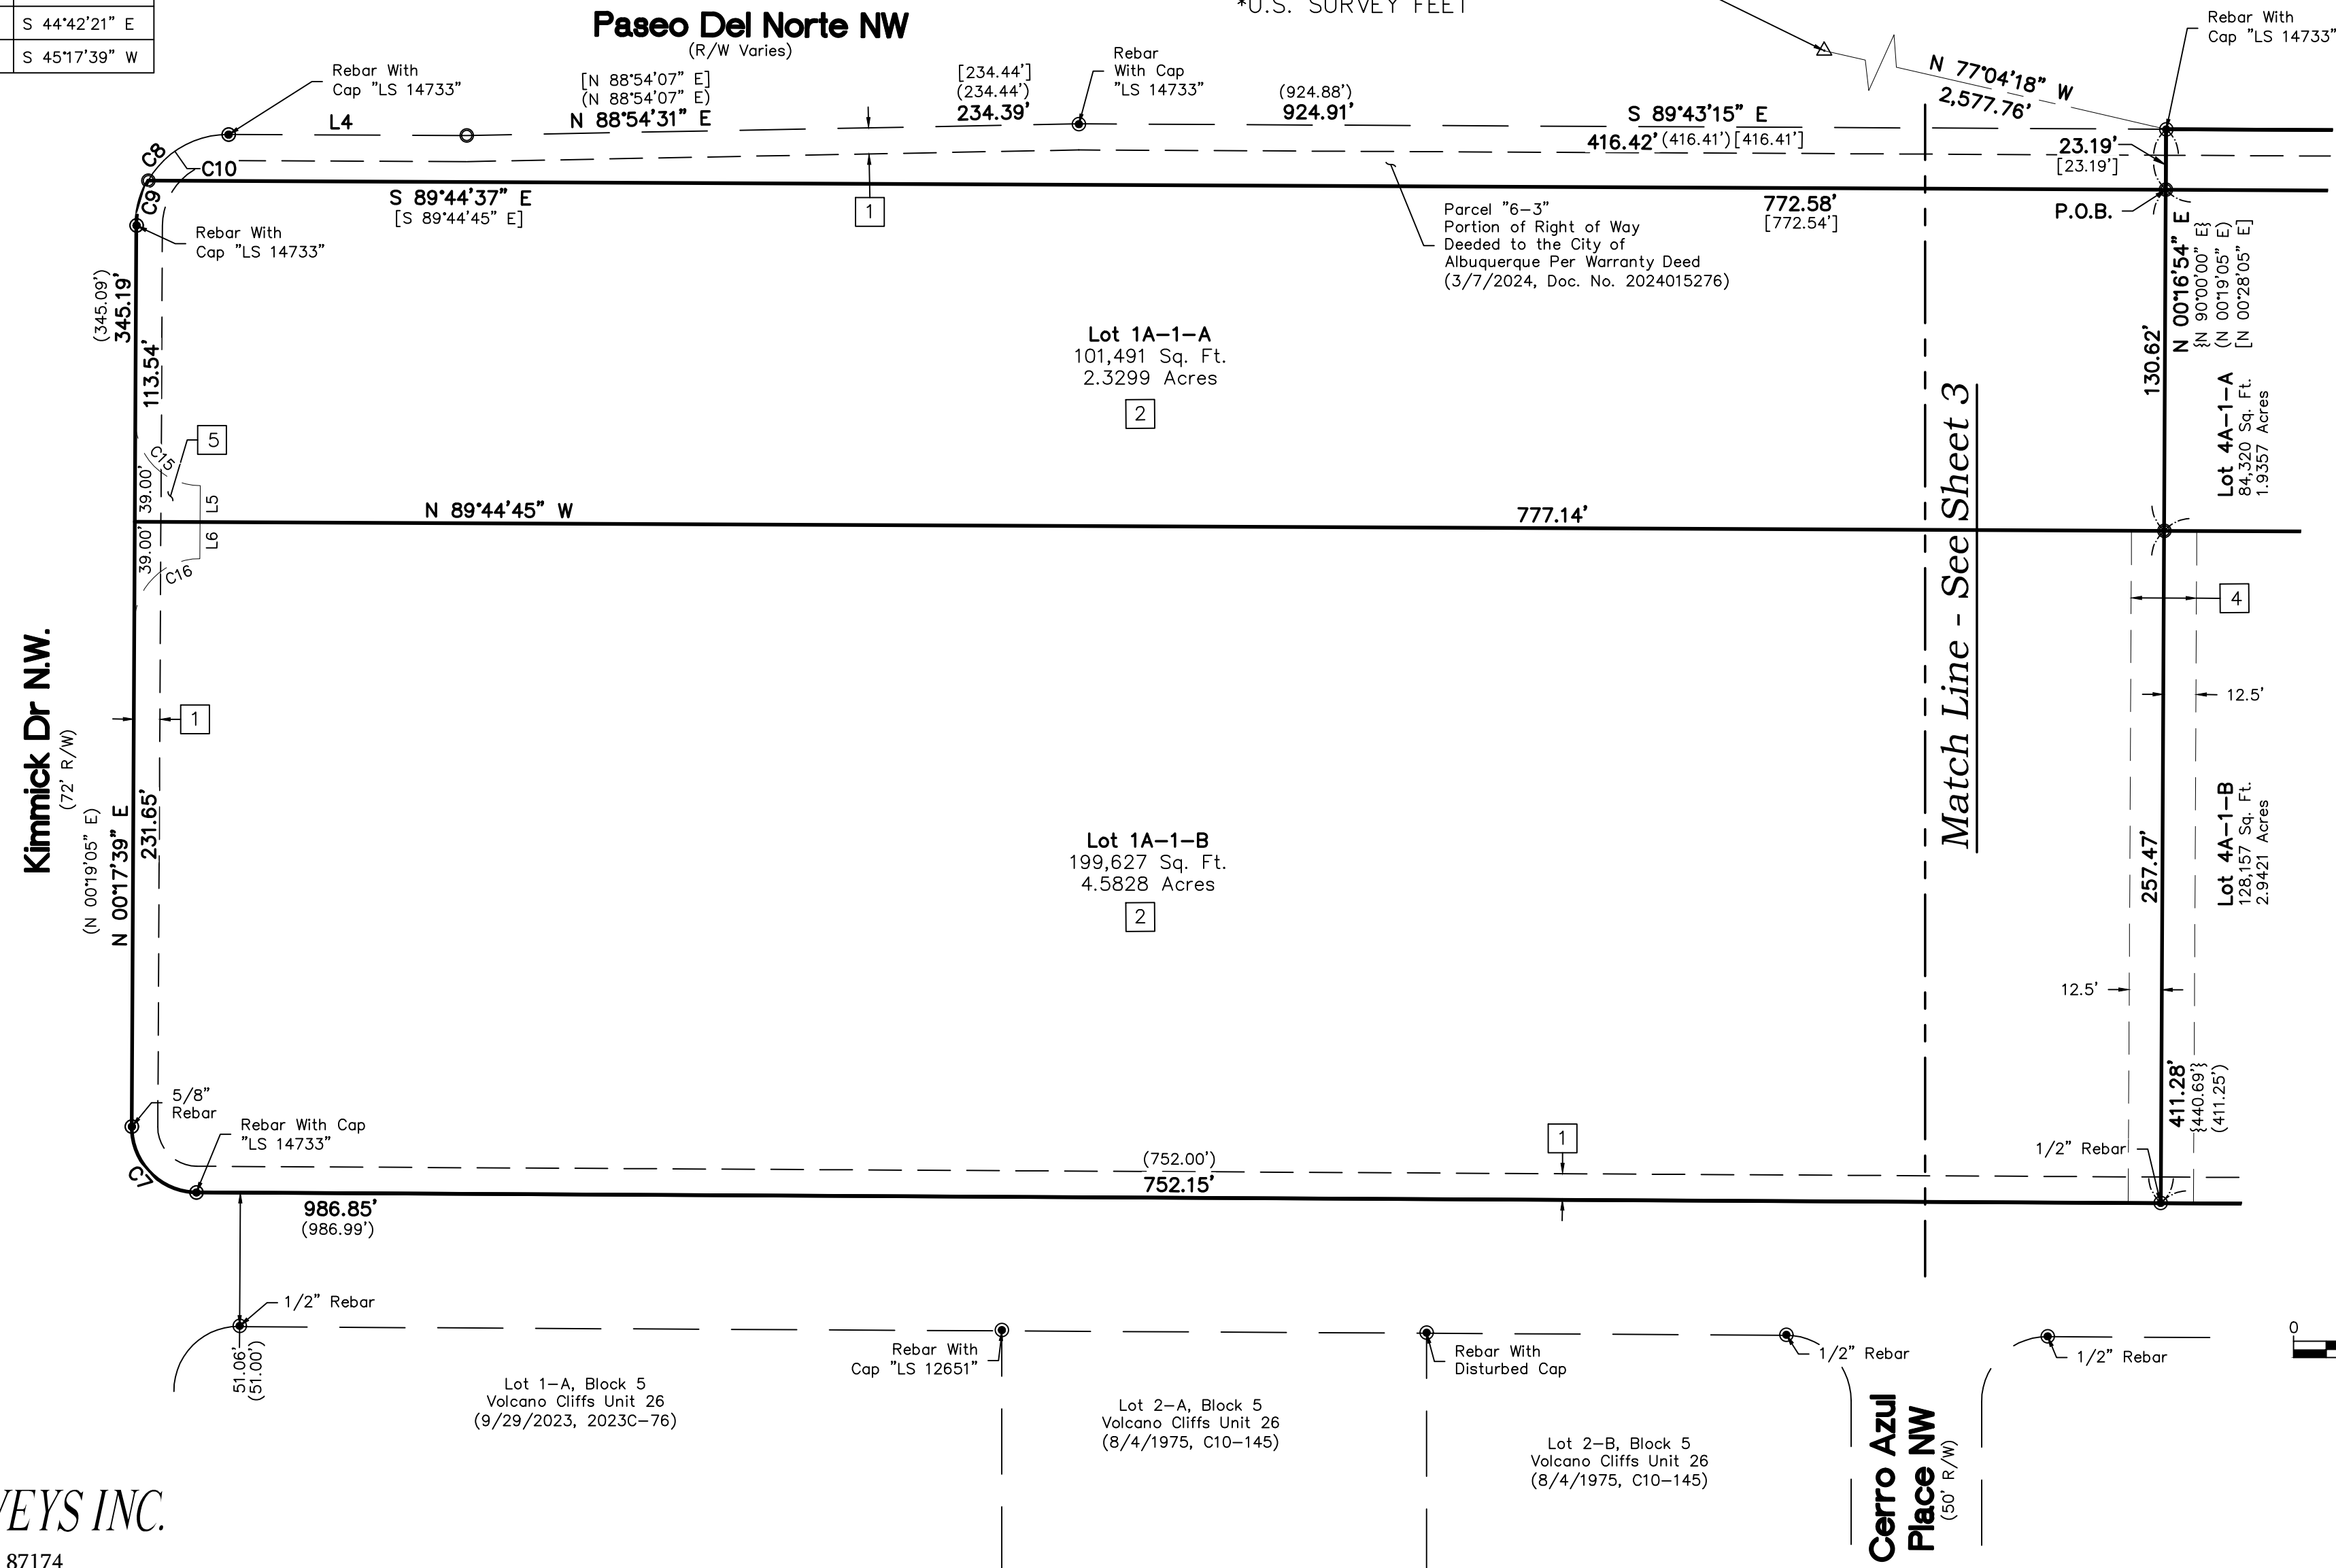 S 44°42'21" E
S 45°17'39" W
Paseo Del Norte NW
(R/W Varies)
*U.S. SURVEY FEET
Rebar With
Cap "LS 14733"
N 77°04'18" W
2,577.76'
Rebar With
Cap "LS 14733"
[N 88°54'07" E]
(N 88°54'07" E)
N 88°54'31" E
[234.44']
(234.44')
234.39'
Rebar
With Cap
"LS 14733"
(924.88')
924.91'
S 89°43'15" E
416.42' (416.41') [416.41']
23.19'
[23.19']
L4
C8
C10
C9
S 89°44'37" E
[S 89°44'45" E]
1
772.58'
[772.54']
P.O.B.
Rebar With
Cap "LS 14733"
Parcel "6-3"
Portion of Right of Way
Deeded to the City of
Albuquerque Per Warranty Deed
(3/7/2024, Doc. No. 2024015276)
N 00°16'54" E
{N 90°00'00" E}
(N 00°19'05" E)
[N 00°28'05" E]
(345.09')
345.19'
113.54'
130.62'
Lot 1A-1-A
101,491 Sq. Ft.
2.3299 Acres
2
Lot 4A-1-A
84,320 Sq. Ft.
1.9357 Acres
5
C15
39.00'
L5
39.00'
L6
C16
N 89°44'45" W
777.14'
Match Line - See Sheet 3
4
12.5'
Kimmick Dr N.W.
(72' R/W)
(N 00°19'05" E)
N 00°17'39" E
231.65'
1
Lot 1A-1-B
199,627 Sq. Ft.
4.5828 Acres
2
257.47'
Lot 4A-1-B
128,157 Sq. Ft.
2.9421 Acres
12.5'
411.28'
{440.69'}
(411.25')
5/8"
Rebar
Rebar With Cap
"LS 14733"
1
1/2" Rebar
C7
(752.00')
752.15'
986.85'
(986.99')
1/2" Rebar
51.06'
(51.00')
Rebar With
Cap "LS 12651"
Rebar With
Disturbed Cap
1/2" Rebar
1/2" Rebar
0
Lot 1-A, Block 5
Volcano Cliffs Unit 26
(9/29/2023, 2023C-76)
Lot 2-A, Block 5
Volcano Cliffs Unit 26
(8/4/1975, C10-145)
Lot 2-B, Block 5
Volcano Cliffs Unit 26
(8/4/1975, C10-145)
Cerro Azul
Place NW
(50' R/W)
VEYS INC.
87174